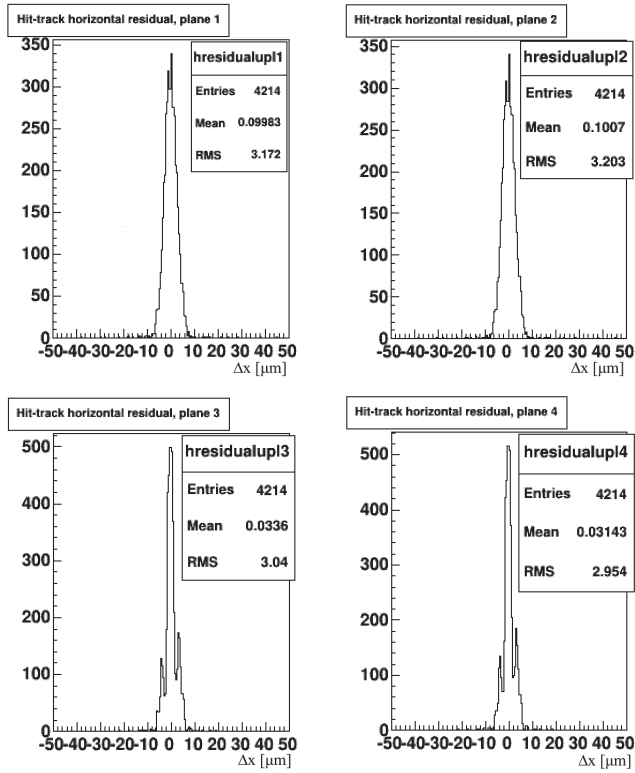 Hit-track horizontal residual, plane 1
hresidualupl1
Entries 4214
Mean 0.09983
RMS 3.172
350
300
250
200
150
100
50
0
-50-40-30-20-10 0 10 20 30 40 50
Δx [μm]
Hit-track horizontal residual, plane 2
hresidualupl2
Entries 4214
Mean 0.1007
RMS 3.203
350
300
250
200
150
100
50
0
-50-40-30-20-10 0 10 20 30 40 50
Δx [μm]
Hit-track horizontal residual, plane 3
hresidualupl3
Entries 4214
Mean 0.0336
RMS 3.04
500
400
300
200
100
0
-50-40-30-20-10 0 10 20 30 40 50
Δx [μm]
Hit-track horizontal residual, plane 4
hresidualupl4
Entries 4214
Mean 0.03143
RMS 2.954
500
400
300
200
100
0
-50-40-30-20-10 0 10 20 30 40 50
Δx [μm]